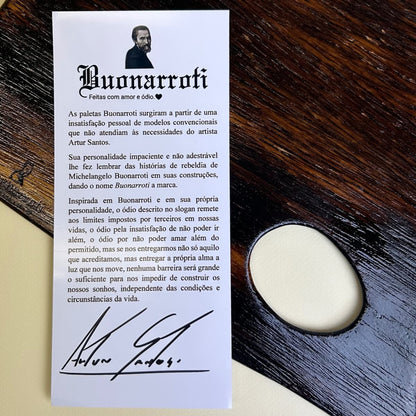 Buonarroti
Feitas com amor e ódio.
As paletas Buonarroti surgiram a partir de uma
insatisfação pessoal de modelos convencionais
que não atendiam às necesidades do artista
Artur Santos.
Sua personalidade impaciente e não adestrável
lhe fez lembrar das histórias de rebeldia de
Michelangelo Buonarroti em suas construções,
dando o nome Buonarroti a marca.
Inspirada em Buonarroti e em sua própria
personalidade, o ódio descrito no slogan remete
aos limites impostos por terceiros em nossas
vidas, o ódio pela insatisfação de não poder ir
além, o ódio por não poder amar além do
permitido, mas se nos entregarmos não só aquilo
que acreditamos, mas entregar a própria alma a
luz que nos move, nenhuma barreira será grande
o suficiente para nos impedir de construir os
nossos sonhos, independente das condições e
circunstâncias da vida.
Artur Santos